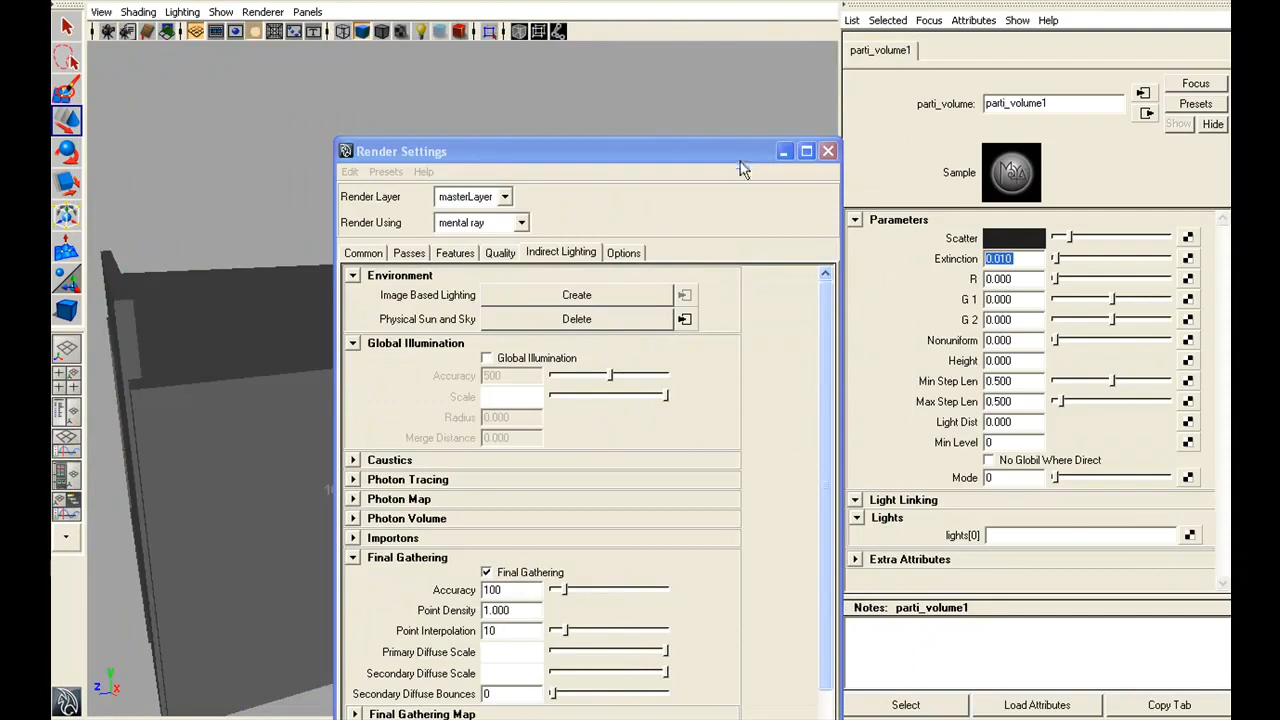 View Shading Lighting Show Renderer Panels
List Selected Focus Attributes Show Help
parti_volume1
Focus
parti_volume: parti_volume1
Presets
Show Hide
Sample
MAYA
Parameters
Scatter
Extinction 0.010
R 0.000
G 1 0.000
G 2 0.000
Nonuniform 0.000
Height 0.000
Min Step Len 0.500
Max Step Len 0.500
Light Dist 0.000
Min Level 0
No Globil Where Direct
Mode 0
Light Linking
Lights
lights[0]
Extra Attributes
Notes: parti_volume1
Select Load Attributes Copy Tab
Render Settings
Edit Presets Help
Render Layer masterLayer
Render Using mental ray
Common Passes Features Quality Indirect Lighting Options
Environment
Image Based Lighting Create
Physical Sun and Sky Delete
Global Illumination
Global Illumination
Accuracy 500
Scale
Radius 0.000
Merge Distance 0.000
Caustics
Photon Tracing
Photon Map
Photon Volume
Importons
Final Gathering
Final Gathering
Accuracy 100
Point Density 1.000
Point Interpolation 10
Primary Diffuse Scale
Secondary Diffuse Scale
Secondary Diffuse Bounces 0
Final Gathering Map
y
z x